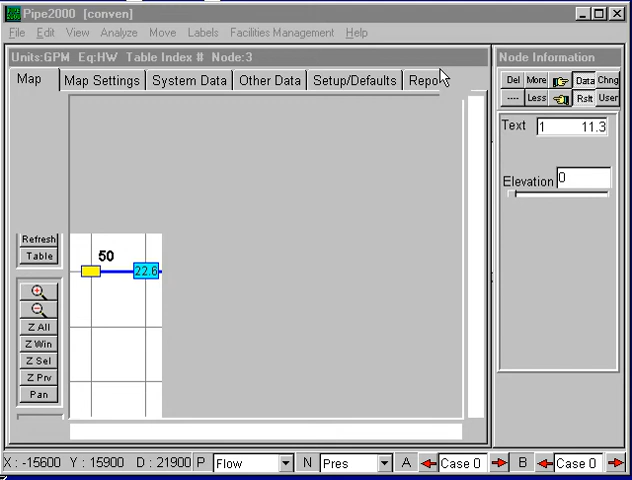 Pipe2000 [conven]
File Edit View Analyze Move Labels Facilities Management Help
Units:GPM Eq:HW Table Index # Node:3
Map Map Settings System Data Other Data Setup/Defaults Repo
Refresh
Table
50
22.6
Z All
Z Win
Z Sel
Z Prv
Pan
Node Information
Del More Data Chng
---- Less Rslt User
Text 1 11.3
Elevation 0
X : -15600 Y : 15900 D : 21900 P Flow N Pres A Case 0 B Case 0